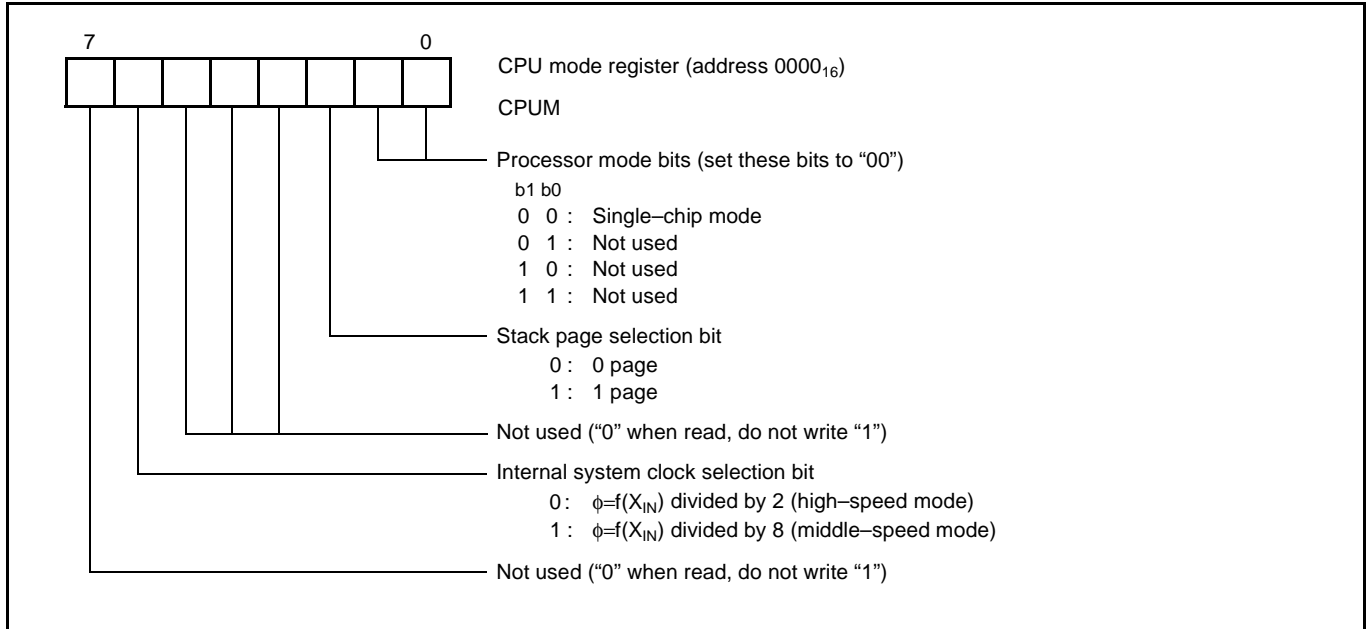 7 0
CPU mode register (address 0000₁₆)
CPUM
Processor mode bits (set these bits to “00”)
b1 b0
0 0 : Single–chip mode
0 1 : Not used
1 0 : Not used
1 1 : Not used
Stack page selection bit
0 : 0 page
1 : 1 page
Not used (“0” when read, do not write “1”)
Internal system clock selection bit
0 : ϕ=f(X_IN) divided by 2 (high–speed mode)
1 : ϕ=f(X_IN) divided by 8 (middle–speed mode)
Not used (“0” when read, do not write “1”)